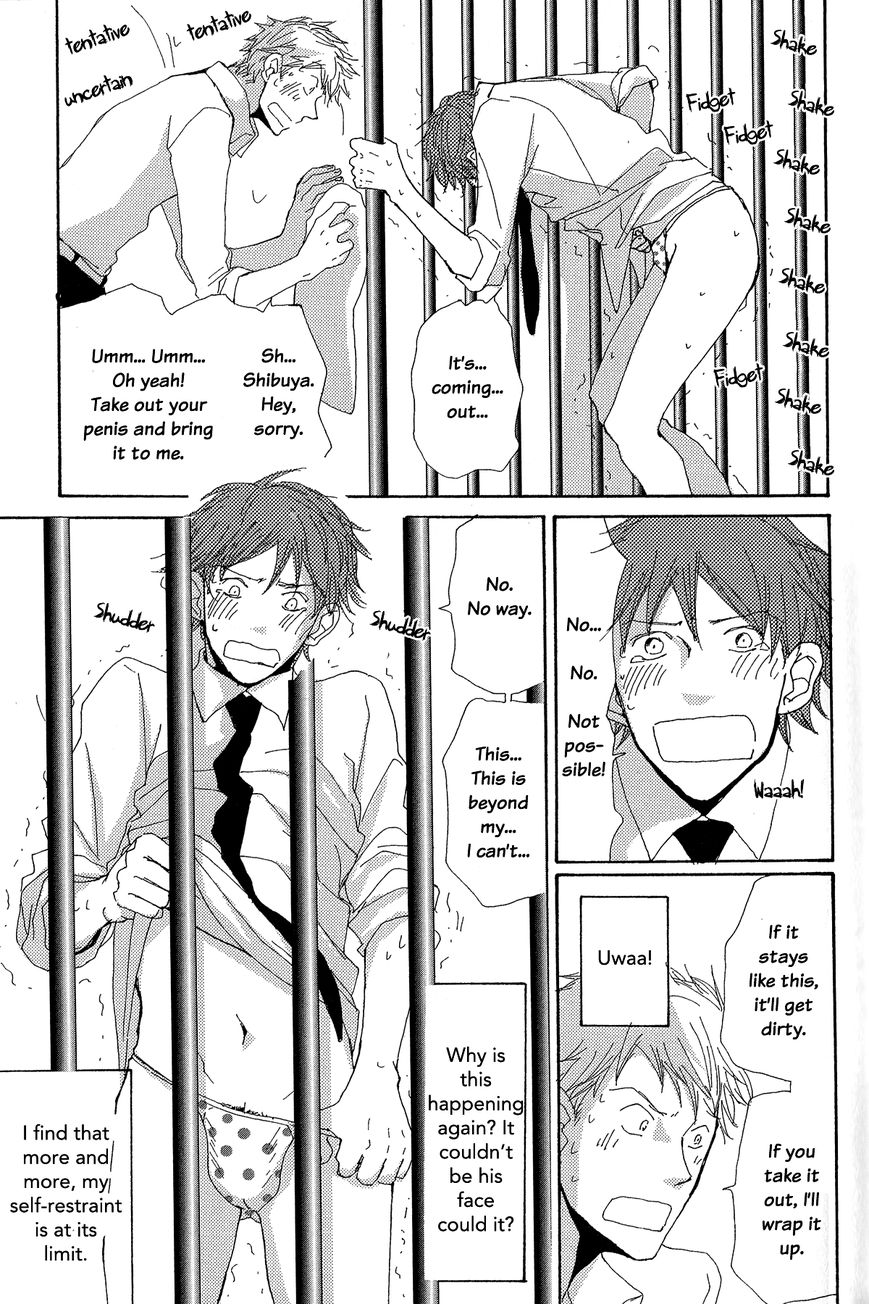 Shake
Shake
Shake
Shake
Shake
Shake
Shake
Shake
Fidget
Fidget
Fidget
It's...
coming...
out...
tentative
tentative
uncertain
Sh...
Shibuya.
Hey,
sorry.
Umm... Umm...
Oh yeah!
Take out your
penis and bring
it to me.
No...
No.
Not
pos-
sible!
Waaah!
No.
No way.
This...
This is
beyond
my...
I can't...
Shudder
Shudder
If it
stays
like this,
it'll get
dirty.
If you
take it
out, I'll
wrap it
up.
Uwaa!
Why is
this
happening
again? It
couldn't
be his
face
could it?
I find that
more and
more, my
self-restraint
is at its
limit.